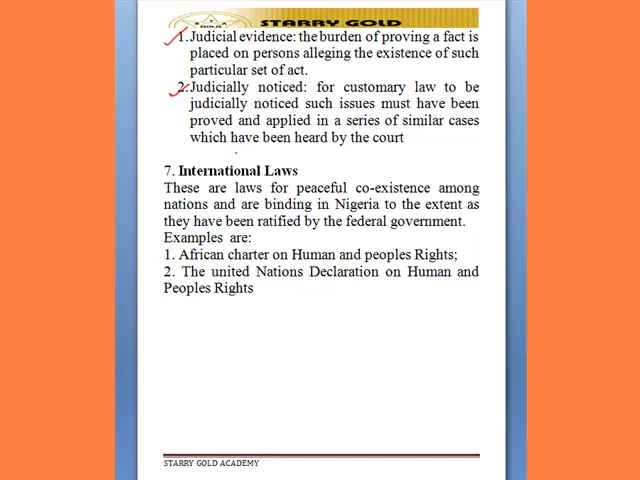 STARRY GOLD
1. Judicial evidence: the burden of proving a fact is
placed on persons alleging the existence of such
particular set of act.
2. Judicially noticed: for customary law to be
judicially noticed such issues must have been
proved and applied in a series of similar cases
which have been heard by the court
7. International Laws
These are laws for peaceful co-existence among
nations and are binding in Nigeria to the extent as
they have been ratified by the federal government.
Examples are:
1. African charter on Human and peoples Rights;
2. The united Nations Declaration on Human and
Peoples Rights
STARRY GOLD ACADEMY